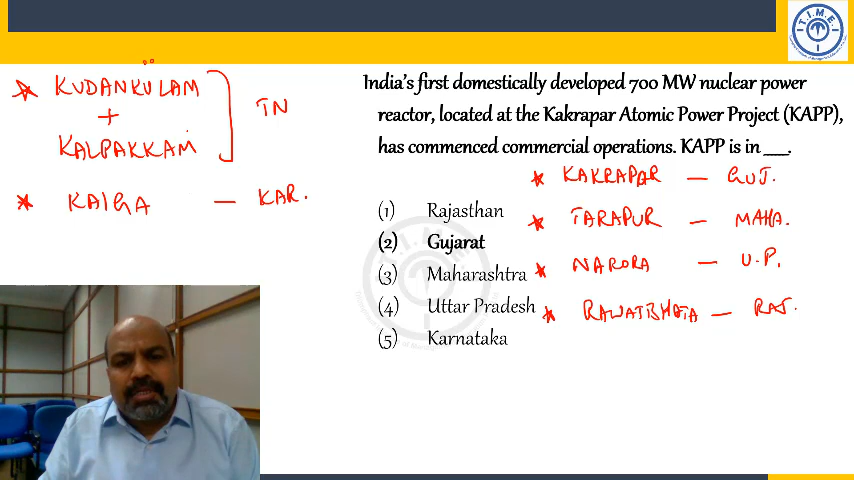 T.I.M.E.
★ KUDANKULAM
+
KALPAKKAM
TN
★ KAIGA — KAR.
India's first domestically developed 700 MW nuclear power
reactor, located at the Kakrapar Atomic Power Project (KAPP),
has commenced commercial operations. KAPP is in ___.
★ KAKRAPAR — GUJ.
(1) Rajasthan
★ TARAPUR — MAHA.
(2) Gujarat
★ NARORA — U.P.
(3) Maharashtra
★ RAWATBHATA — RAJ.
(4) Uttar Pradesh
(5) Karnataka